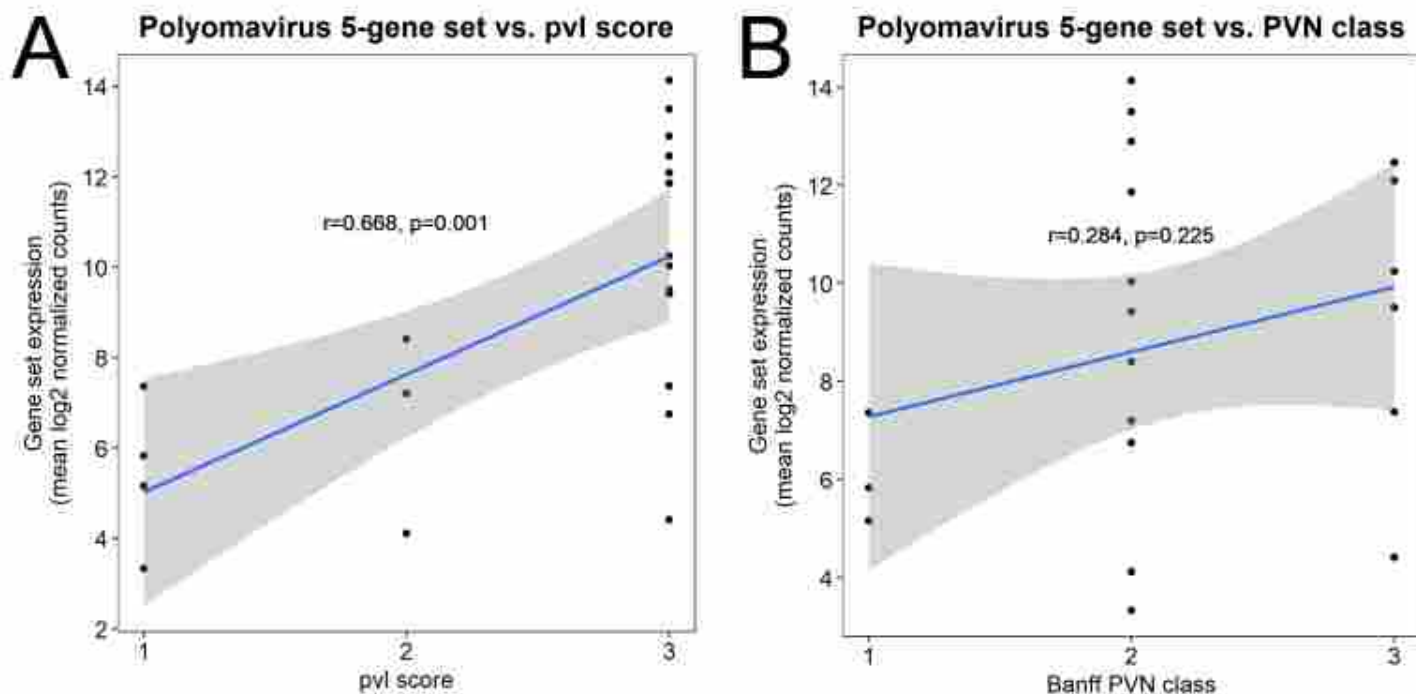 A
Polyomavirus 5-gene set vs. pvl score
Gene set expression
(mean log2 normalized counts)
14
12
10
8
6
4
2
r=0.668, p=0.001
1
2
3
pvl score
B
Polyomavirus 5-gene set vs. PVN class
Gene set expression
(mean log2 normalized counts)
14
12
10
8
6
4
r=0.284, p=0.225
1
2
3
Banff PVN class